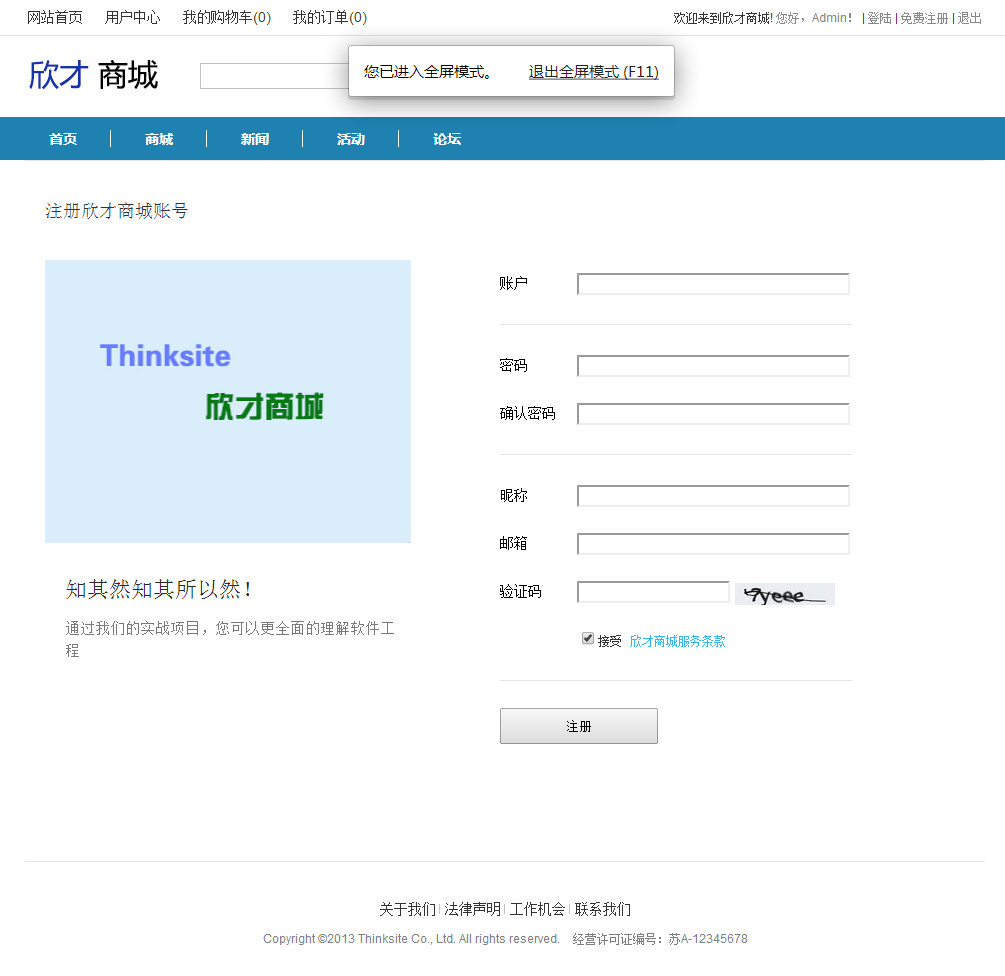 网站首页 用户中心 我的购物车(0) 我的订单(0) 欢迎来到欣才商城! 您好，Admin！ | 登陆 | 免费注册 | 退出
欣才 商城
您已进入全屏模式。 退出全屏模式 (F11)
首页 商城 新闻 活动 论坛
注册欣才商城账号
Thinksite
欣才商城
知其然知其所以然！
通过我们的实战项目，您可以更全面的理解软件工
程
账户
密码
确认密码
昵称
邮箱
验证码
接受 欣才商城服务条款
注册
关于我们 | 法律声明 | 工作机会 | 联系我们
Copyright ©2013 Thinksite Co., Ltd. All rights reserved. 经营许可证编号：苏A-12345678